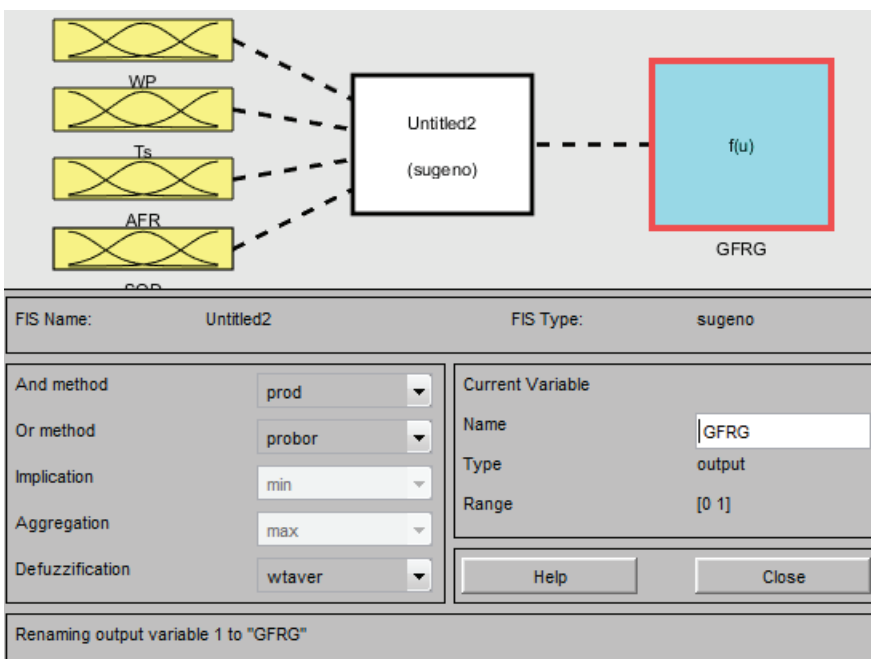 WP
Ts
AFR
Untitled2
(sugeno)
f(u)
GFRG
FIS Name: Untitled2 FIS Type: sugeno
And method prod
Or method probor
Implication min
Aggregation max
Defuzzification wtaver
Current Variable
Name GFRG
Type output
Range [0 1]
Help Close
Renaming output variable 1 to "GFRG"